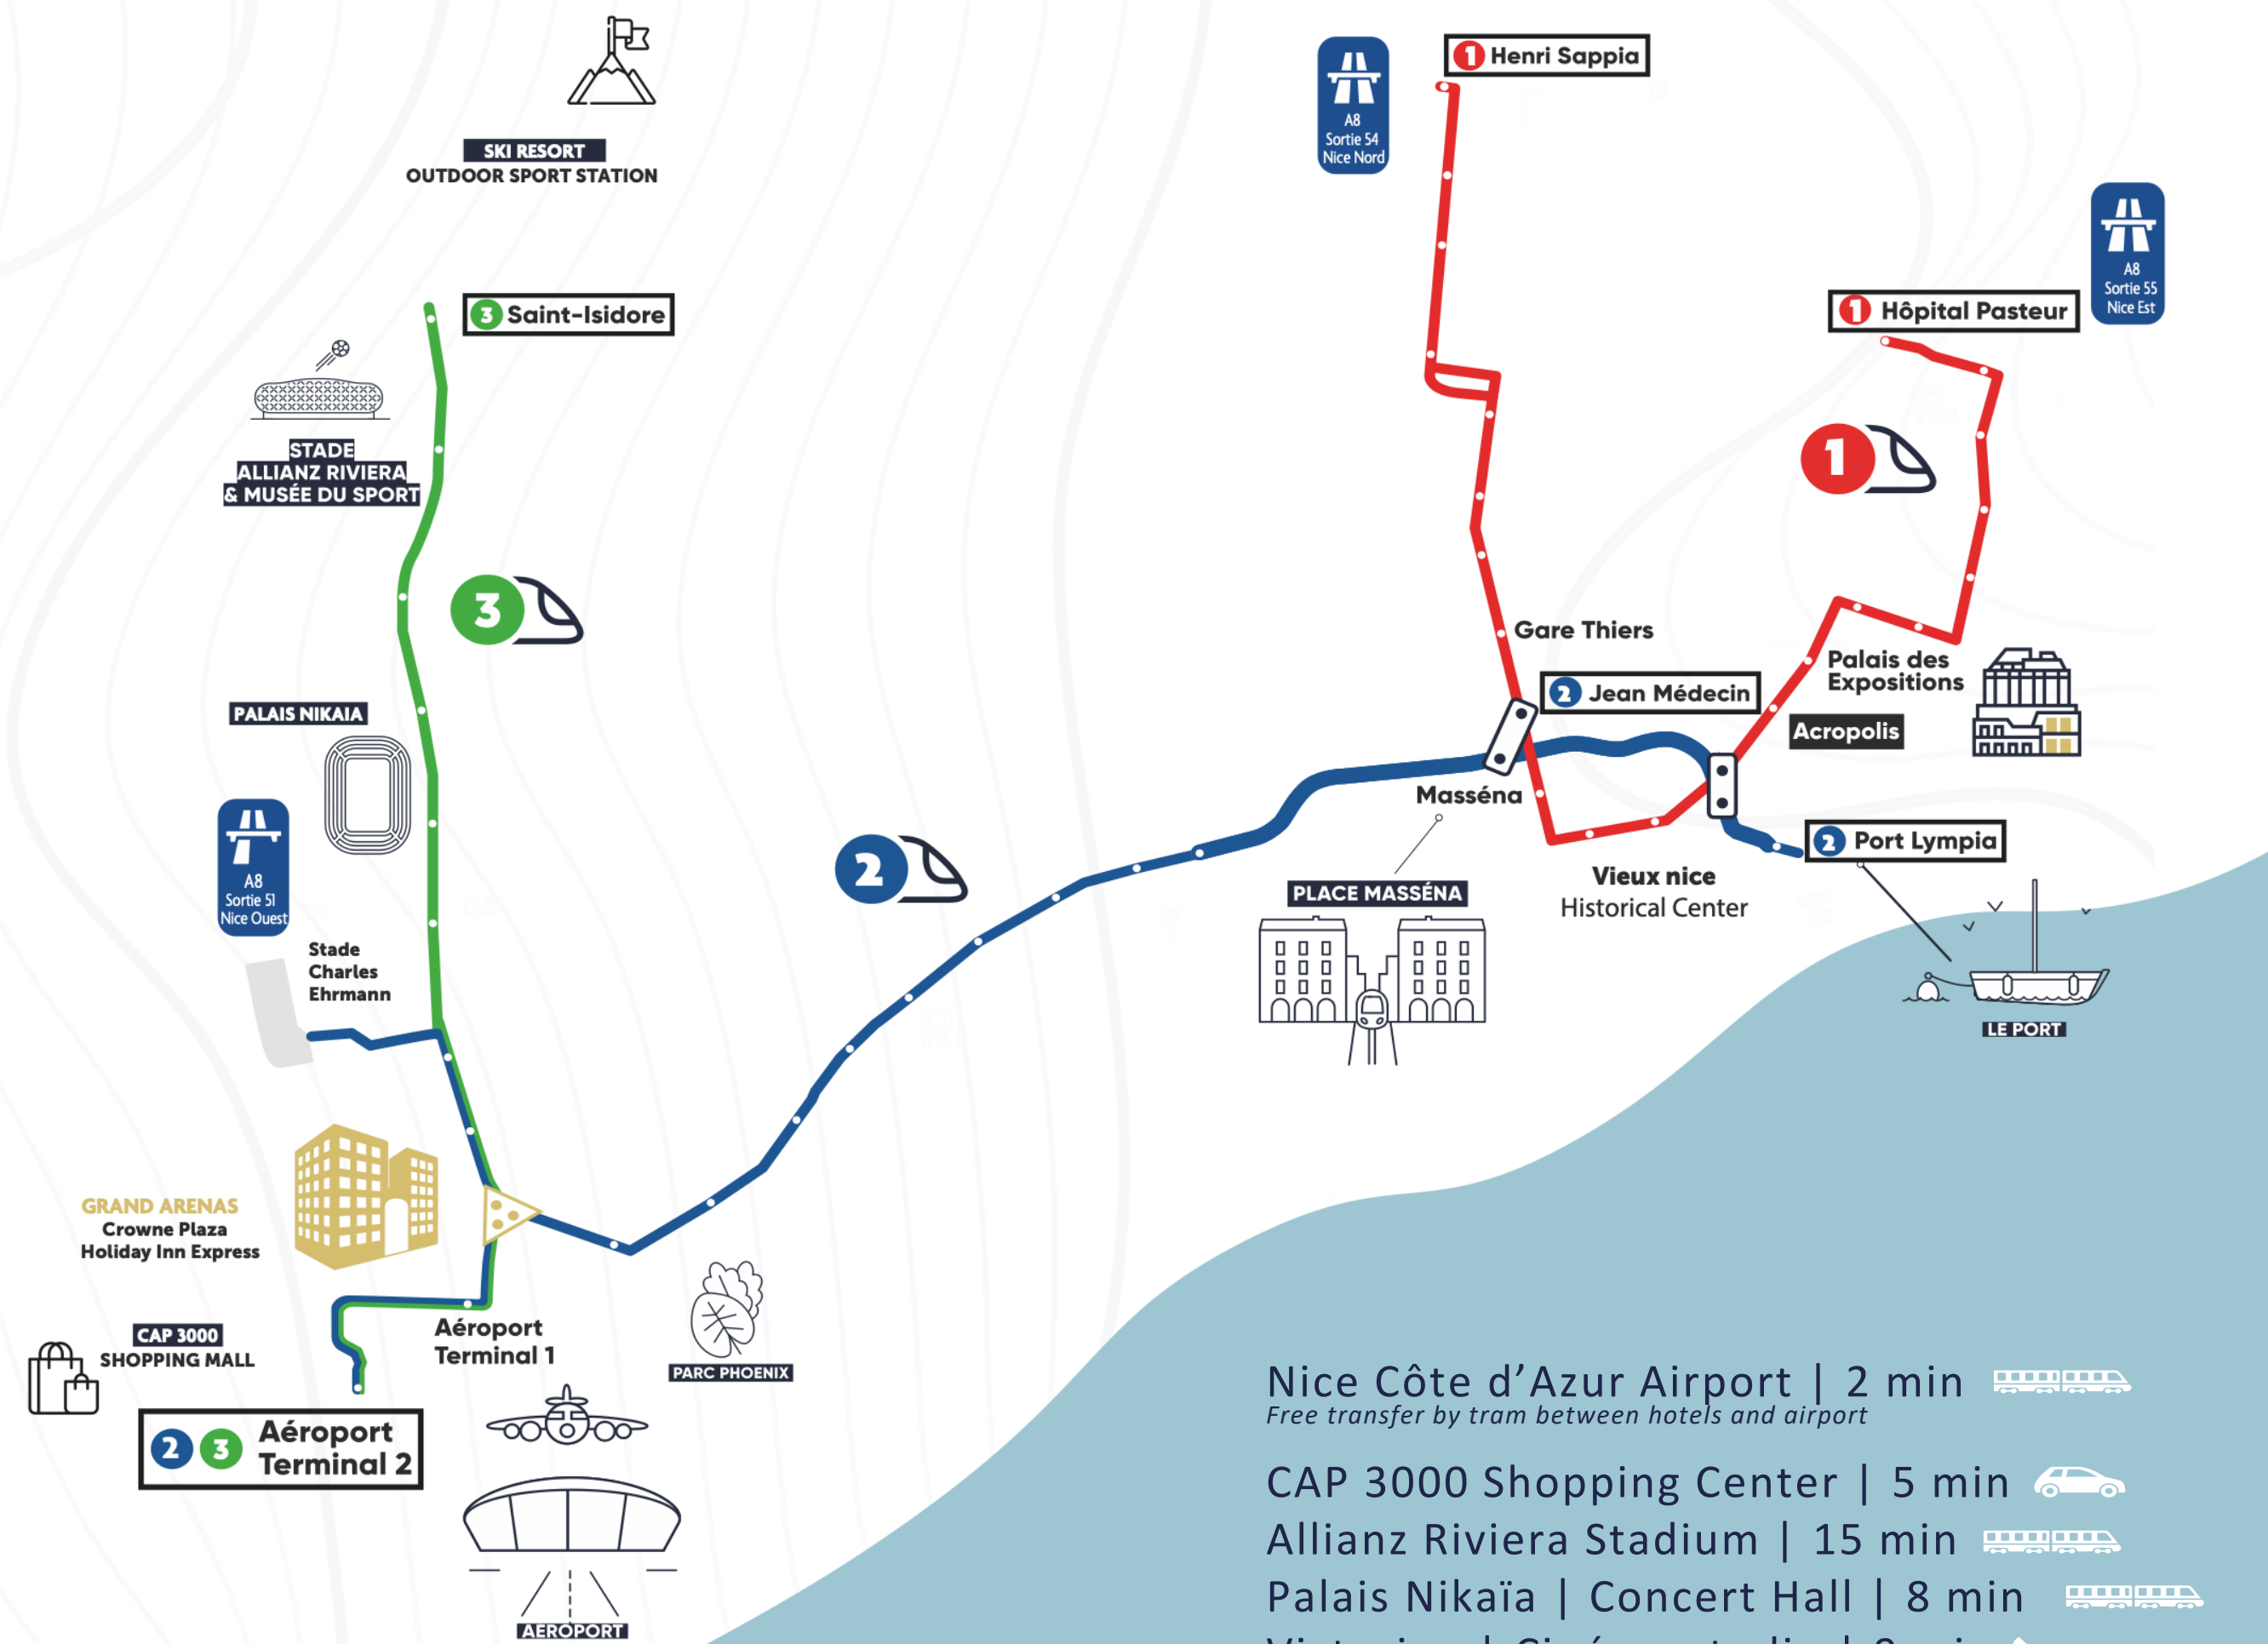 SKI RESORT
OUTDOOR SPORT STATION
A8
Sortie 54
Nice Nord
1 Henri Sappia
A8
Sortie 55
Nice Est
1 Hôpital Pasteur
3 Saint-Isidore
STADE
ALLIANZ RIVIERA
& MUSÉE DU SPORT
3
1
PALAIS NIKAIA
Gare Thiers
2 Jean Médecin
Palais des
Expositions
Acropolis
Masséna
2 Port Lympia
A8
Sortie 51
Nice Ouest
2
PLACE MASSÉNA
Vieux nice
Historical Center
Stade
Charles
Ehrmann
LE PORT
GRAND ARENAS
Crowne Plaza
Holiday Inn Express
CAP 3000
SHOPPING MALL
Aéroport
Terminal 1
PARC PHOENIX
2 3 Aéroport
Terminal 2
AEROPORT
Nice Côte d’Azur Airport | 2 min
Free transfer by tram between hotels and airport
CAP 3000 Shopping Center | 5 min
Allianz Riviera Stadium | 15 min
Palais Nikaïa | Concert Hall | 8 min